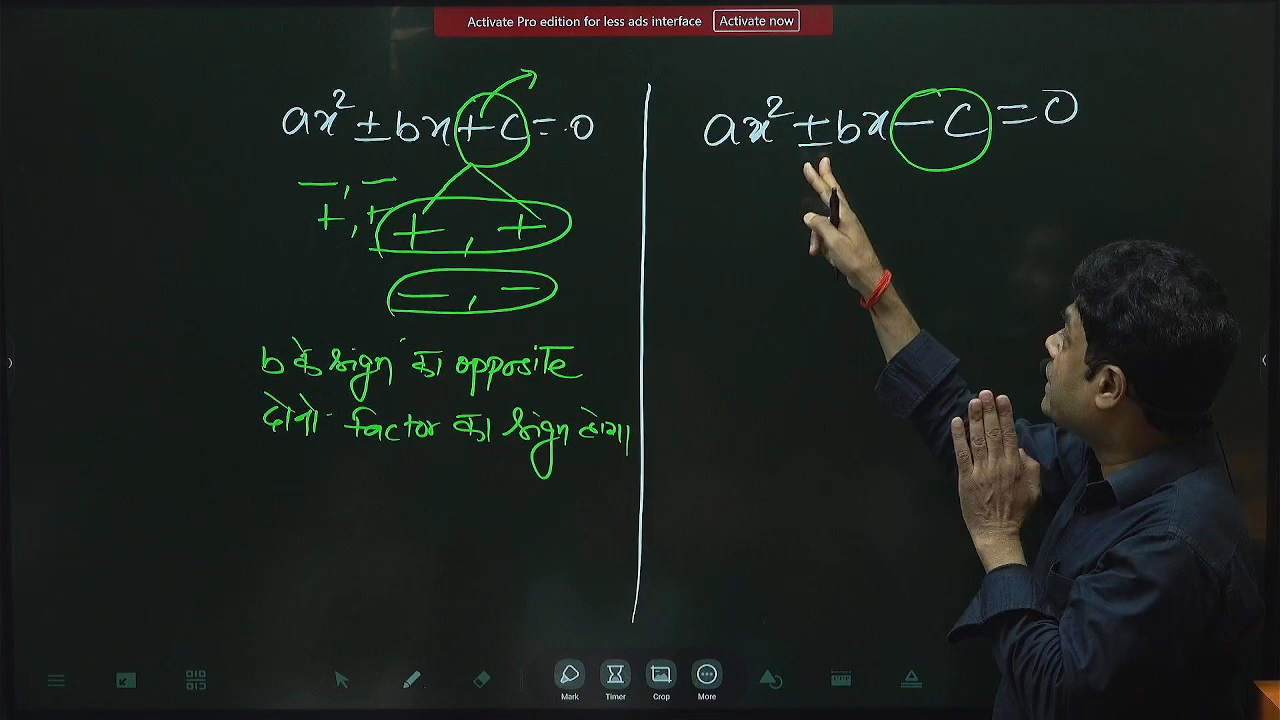 Activate Pro edition for less ads interface Activate now
ax² ± bx + c = 0
−, −
+, +
+ , +
− , −
b के sign का opposite
दोनो factor का sign होगा
ax² ± bx − c = 0
Mark Timer Crop More